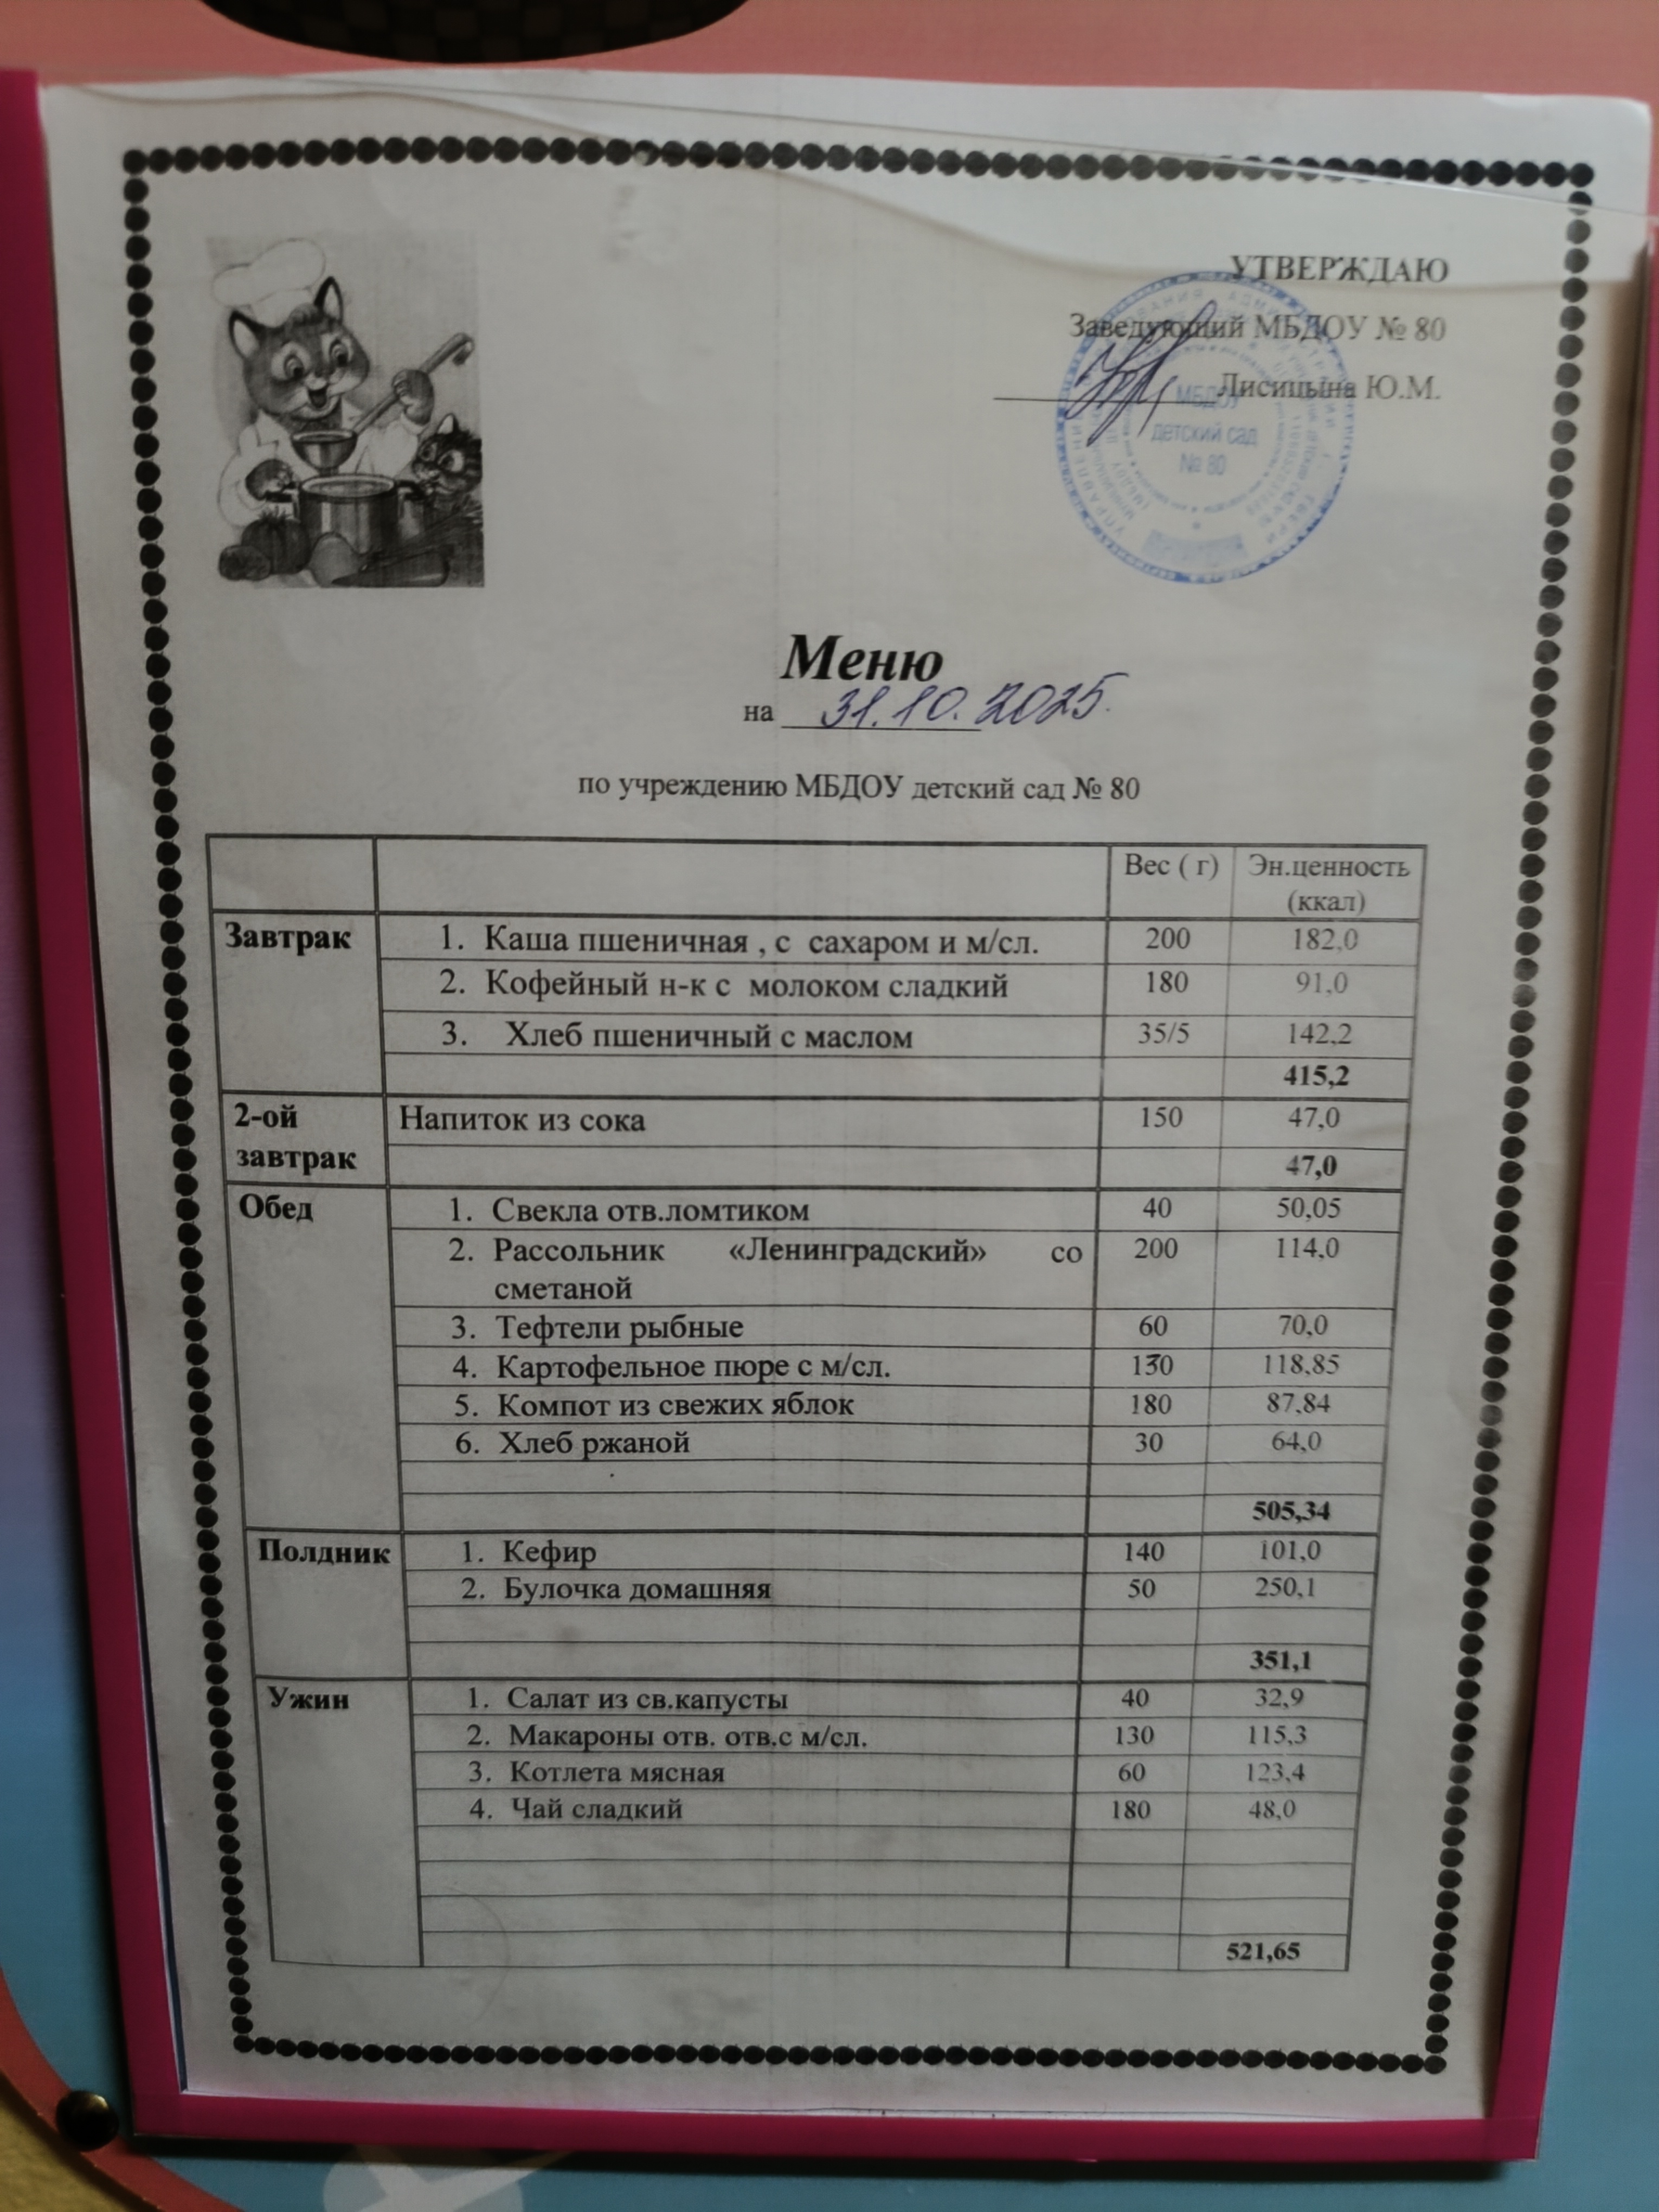 УТВЕРЖДАЮ
Заведующий МБДОУ № 80
Лисицына Ю.М.
МБДОУ
детский сад
№ 80
Меню
на 31.10.2025.
по учреждению МБДОУ детский сад № 80
Вес ( г) Эн.ценность
(ккал)
Завтрак 1. Каша пшеничная , с сахаром и м/сл. 200 182,0
2. Кофейный н-к с молоком сладкий 180 91,0
3. Хлеб пшеничный с маслом 35/5 142,2
415,2
2-ой Напиток из сока 150 47,0
завтрак 47,0
Обед 1. Свекла отв.ломтиком 40 50,05
2. Рассольник «Ленинградский» со 200 114,0
сметаной
3. Тефтели рыбные 60 70,0
4. Картофельное пюре с м/сл. 130 118,85
5. Компот из свежих яблок 180 87,84
6. Хлеб ржаной 30 64,0
505,34
Полдник 1. Кефир 140 101,0
2. Булочка домашняя 50 250,1
351,1
Ужин 1. Салат из св.капусты 40 32,9
2. Макароны отв. отв.с м/сл. 130 115,3
3. Котлета мясная 60 123,4
4. Чай сладкий 180 48,0
521,65